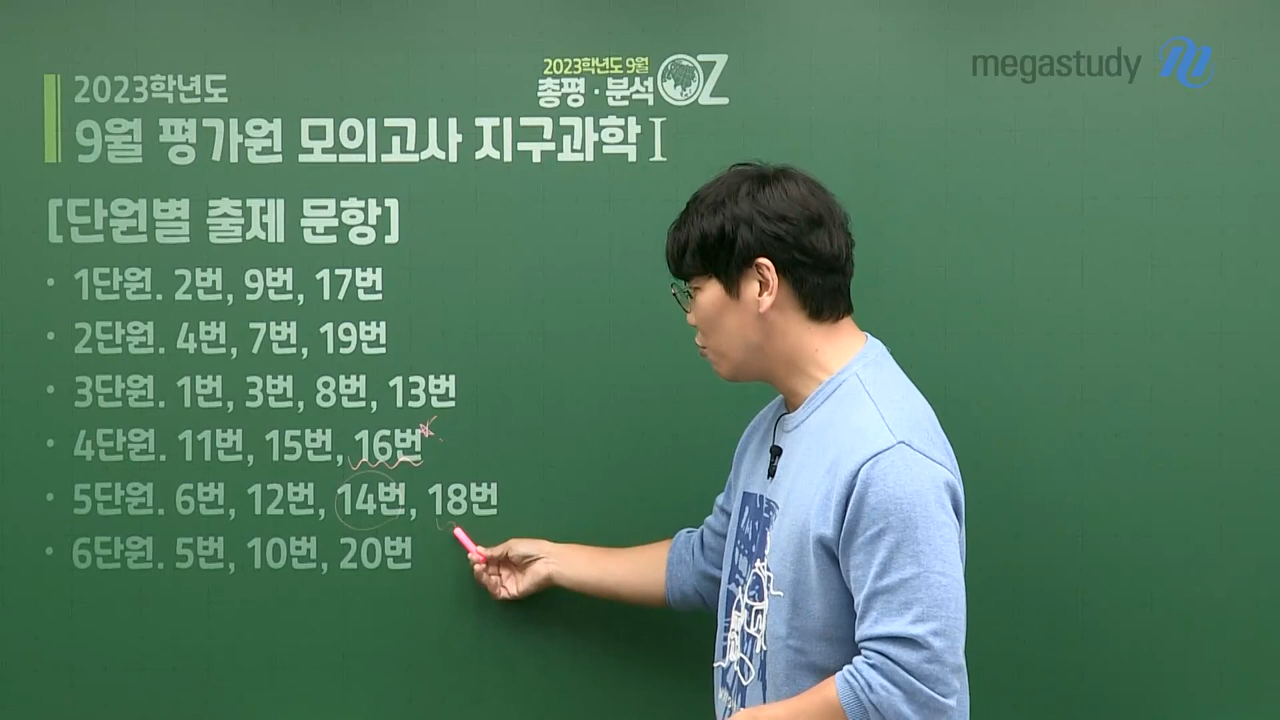 2023학년도 9월
총평·분석 OZ
megastudy
2023학년도
9월 평가원 모의고사 지구과학Ⅰ
[단원별 출제 문항]
• 1단원. 2번, 9번, 17번
• 2단원. 4번, 7번, 19번
• 3단원. 1번, 3번, 8번, 13번
• 4단원. 11번, 15번, 16번
• 5단원. 6번, 12번, 14번, 18번
• 6단원. 5번, 10번, 20번